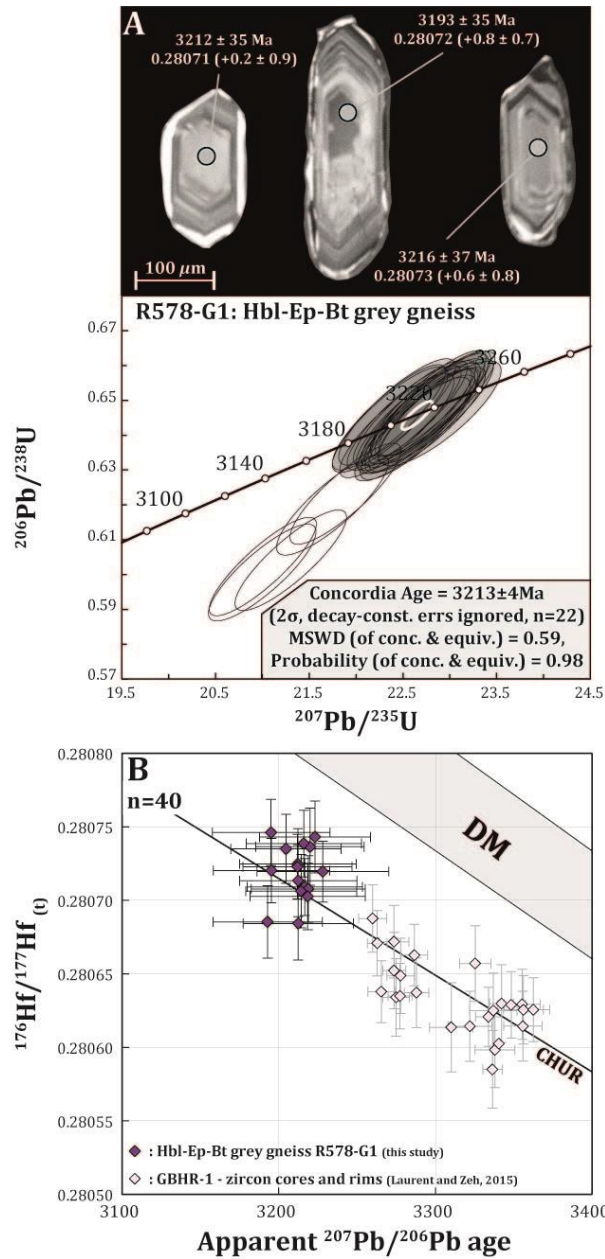 A
3212 ± 35 Ma
0.28071 (+0.2 ± 0.9)
3193 ± 35 Ma
0.28072 (+0.8 ± 0.7)
3216 ± 37 Ma
0.28073 (+0.6 ± 0.8)
100 μm
R578-G1: Hbl-Ep-Bt grey gneiss
0.67
0.65
0.63
0.61
0.59
0.57
206Pb/238U
3100
3140
3180
3220
3260
Concordia Age = 3213±4Ma
(2σ, decay-const. errs ignored, n=22)
MSWD (of conc. & equiv.) = 0.59,
Probability (of conc. & equiv.) = 0.98
19.5 20.5 21.5 22.5 23.5 24.5
207Pb/235U
B
n=40
0.28080
0.28075
0.28070
0.28065
0.28060
0.28055
0.28050
176Hf/177Hf(t)
DM
CHUR
: Hbl-Ep-Bt grey gneiss R578-G1 (this study)
: GBHR-1 - zircon cores and rims (Laurent and Zeh, 2015)
3100 3200 3300 3400
Apparent 207Pb/206Pb age